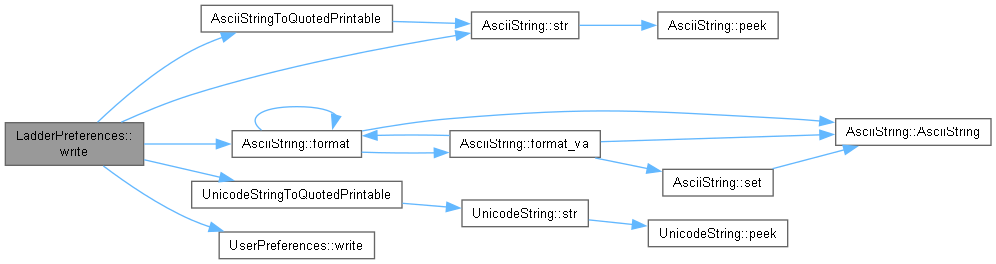 LadderPreferences::
write
AsciiStringToQuotedPrintable
AsciiString::str
AsciiString::peek
AsciiString::format
AsciiString::format_va
AsciiString::AsciiString
AsciiString::set
UnicodeStringToQuotedPrintable
UnicodeString::str
UnicodeString::peek
UserPreferences::write